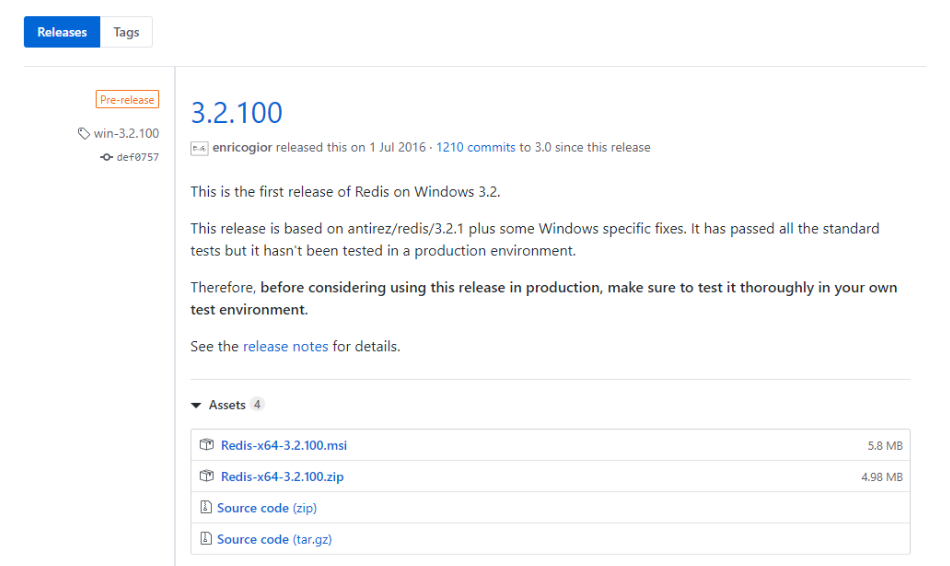 Releases Tags
Pre-release
win-3.2.100
def0757
3.2.100
enricogior released this on 1 Jul 2016 · 1210 commits to 3.0 since this release
This is the first release of Redis on Windows 3.2.
This release is based on antirez/redis/3.2.1 plus some Windows specific fixes. It has passed all the standard
tests but it hasn't been tested in a production environment.
Therefore, before considering using this release in production, make sure to test it thoroughly in your own
test environment.
See the release notes for details.
Assets 4
Redis-x64-3.2.100.msi 5.8 MB
Redis-x64-3.2.100.zip 4.98 MB
Source code (zip)
Source code (tar.gz)